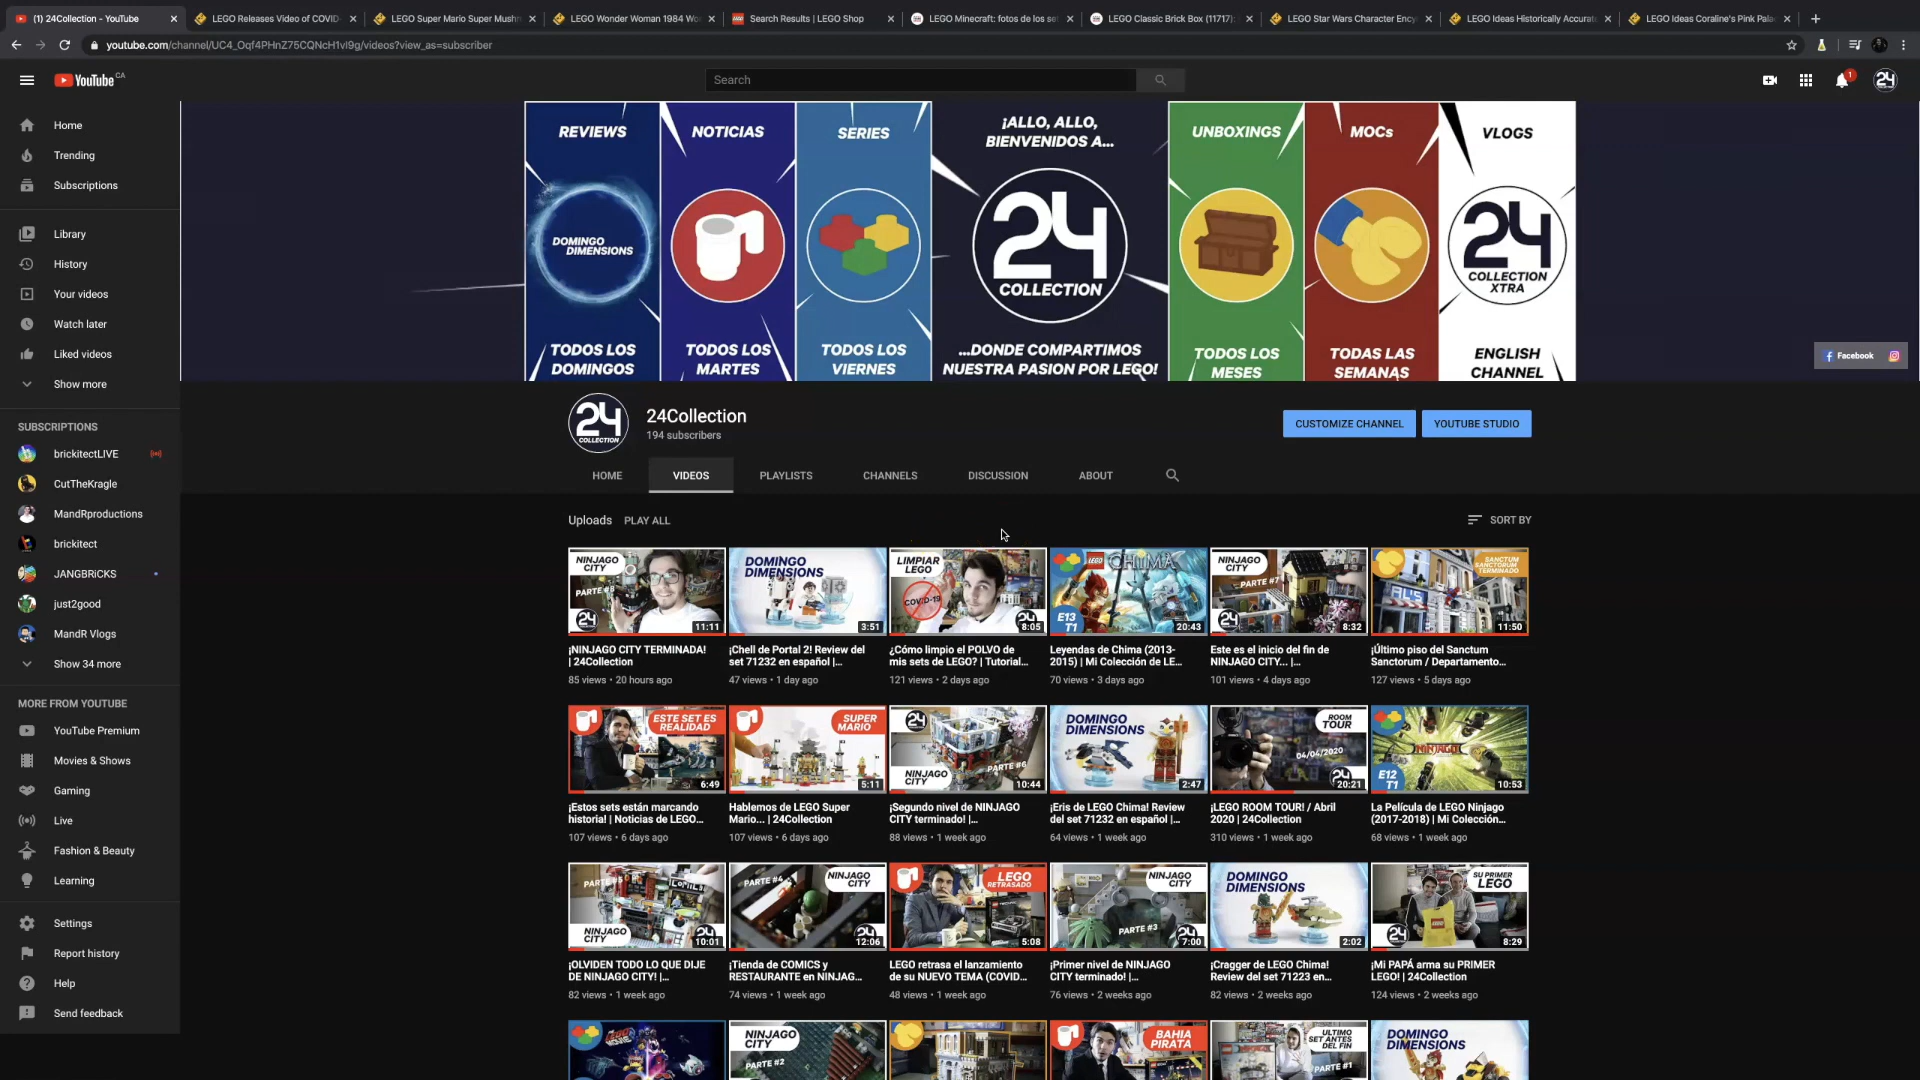 (1) 24Collection - YouTube
LEGO Releases Video of COVID-
LEGO Super Mario Super Mushr
LEGO Wonder Woman 1984 Wo
Search Results | LEGO Shop
LEGO Minecraft: fotos de los se
LEGO Classic Brick Box (11717):
LEGO Star Wars Character Ency
LEGO Ideas Historically Accurat
LEGO Ideas Coraline's Pink Pala
youtube.com/channel/UC4_Oqf4PHnZ75CQNcH1vI9g/videos?view_as=subscriber
YouTube CA
Search
1
24
Home
Trending
Subscriptions
Library
History
Your videos
Watch later
Liked videos
Show more
SUBSCRIPTIONS
brickitectLIVE
CutTheKragle
MandRproductions
brickitect
JANGBRiCKS
just2good
MandR Vlogs
Show 34 more
MORE FROM YOUTUBE
YouTube Premium
Movies & Shows
Gaming
Live
Fashion & Beauty
Learning
Settings
Report history
Help
Send feedback
REVIEWS
DOMINGO
DIMENSIONS
TODOS LOS
DOMINGOS
NOTICIAS
TODOS LOS
MARTES
SERIES
TODOS LOS
VIERNES
¡ALLO, ALLO,
BIENVENIDOS A...
24
COLLECTION
...DONDE COMPARTIMOS
NUESTRA PASION POR LEGO!
UNBOXINGS
TODOS LOS
MESES
MOCs
TODAS LAS
SEMANAS
VLOGS
24
COLLECTION
XTRA
ENGLISH
CHANNEL
Facebook
24
COLLECTION
24Collection
194 subscribers
CUSTOMIZE CHANNEL
YOUTUBE STUDIO
HOME
VIDEOS
PLAYLISTS
CHANNELS
DISCUSSION
ABOUT
Uploads
PLAY ALL
SORT BY
NINJAGO
CITY
PARTE #8
24
11:11
¡NINJAGO CITY TERMINADA!
| 24Collection
85 views • 20 hours ago
DOMINGO
DIMENSIONS
3:51
¡Chell de Portal 2! Review del
set 71232 en español |...
47 views • 1 day ago
LIMPIAR
LEGO
COVID-19
24
8:05
¿Cómo limpio el POLVO de
mis sets de LEGO? | Tutorial...
121 views • 2 days ago
LEGO CHIMA
E13
T1
20:43
Leyendas de Chima (2013-
2015) | Mi Colección de LE...
70 views • 3 days ago
NINJAGO
CITY
PARTE #7
24
8:32
Este es el inicio del fin de
NINJAGO CITY... |...
101 views • 4 days ago
SANCTUM
SANCTORUM
TERMINADO
AL'S
11:50
¡Último piso del Sanctum
Sanctorum / Departamento...
127 views • 5 days ago
ESTE SET ES
REALIDAD
6:49
¡Estos sets están marcando
historia! | Noticias de LEGO...
107 views • 6 days ago
SUPER
MARIO
5:11
Hablemos de LEGO Super
Mario... | 24Collection
107 views • 6 days ago
24
NINJAGO
CITY
PARTE #6
10:44
¡Segundo nivel de NINJAGO
CITY terminado! |...
88 views • 1 week ago
DOMINGO
DIMENSIONS
2:47
¡Eris de LEGO Chima! Review
del set 71232 en español |...
64 views • 1 week ago
ROOM
TOUR
04/04/2020
24
20:21
¡LEGO ROOM TOUR! / Abril
2020 | 24Collection
310 views • 1 week ago
NINJAGO
E12
T1
10:53
La Película de LEGO Ninjago
(2017-2018) | Mi Colección...
68 views • 1 week ago
PARTE #5
NINJAGO
CITY
24
10:01
¡OLVIDEN TODO LO QUE DIJE
DE NINJAGO CITY! |...
82 views • 1 week ago
PARTE #4
NINJAGO
CITY
24
12:06
¡Tienda de COMICS y
RESTAURANTE en NINJAG...
74 views • 1 week ago
LEGO
RETRASADO
5:08
LEGO retrasa el lanzamiento
de su NUEVO TEMA (COVID...
48 views • 1 week ago
NINJAGO
CITY
PARTE #3
24
7:00
¡Primer nivel de NINJAGO
CITY terminado! |...
76 views • 2 weeks ago
DOMINGO
DIMENSIONS
2:02
¡Cragger de LEGO Chima!
Review del set 71223 en...
82 views • 2 weeks ago
SU PRIMER
LEGO
LEGO
24
8:29
¡Mi PAPÁ arma su PRIMER
LEGO! | 24Collection
124 views • 2 weeks ago
NINJAGO
CITY
PARTE #2
BAHIA
PIRATA
ULTIMO
SET ANTES
DEL FIN
PARTE #1
DOMINGO
DIMENSIONS